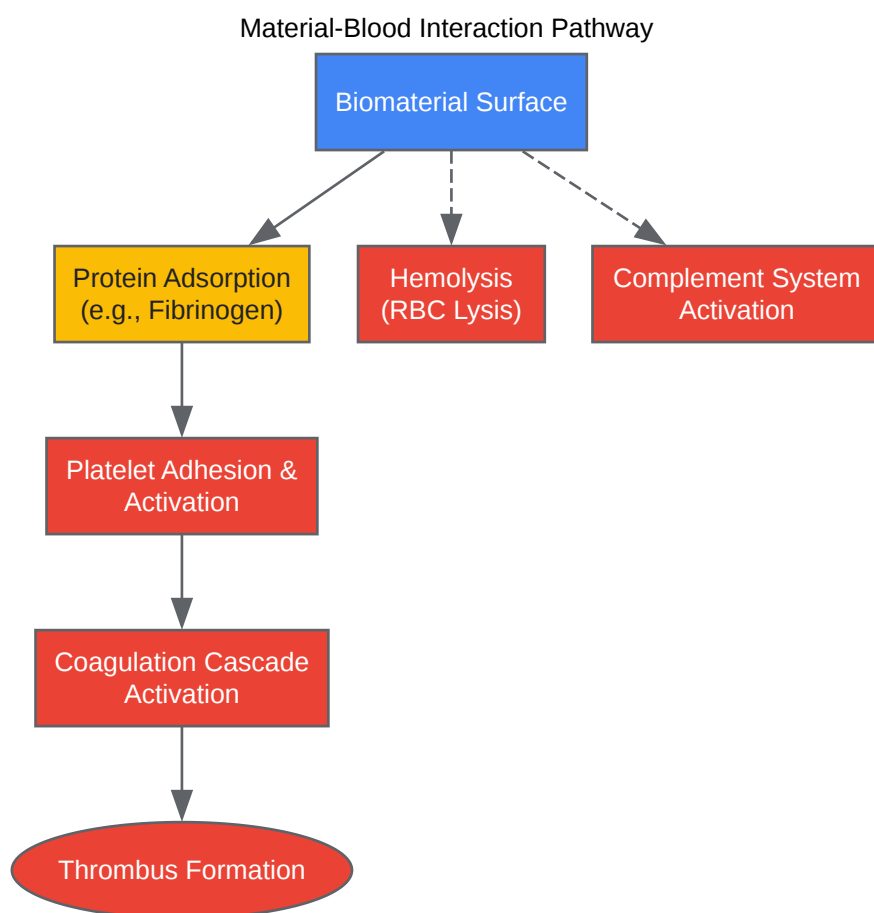 Material-Blood Interaction Pathway
Biomaterial Surface
Protein Adsorption
(e.g., Fibrinogen)
Hemolysis
(RBC Lysis)
Complement System
Activation
Platelet Adhesion &
Activation
Coagulation Cascade
Activation
Thrombus Formation